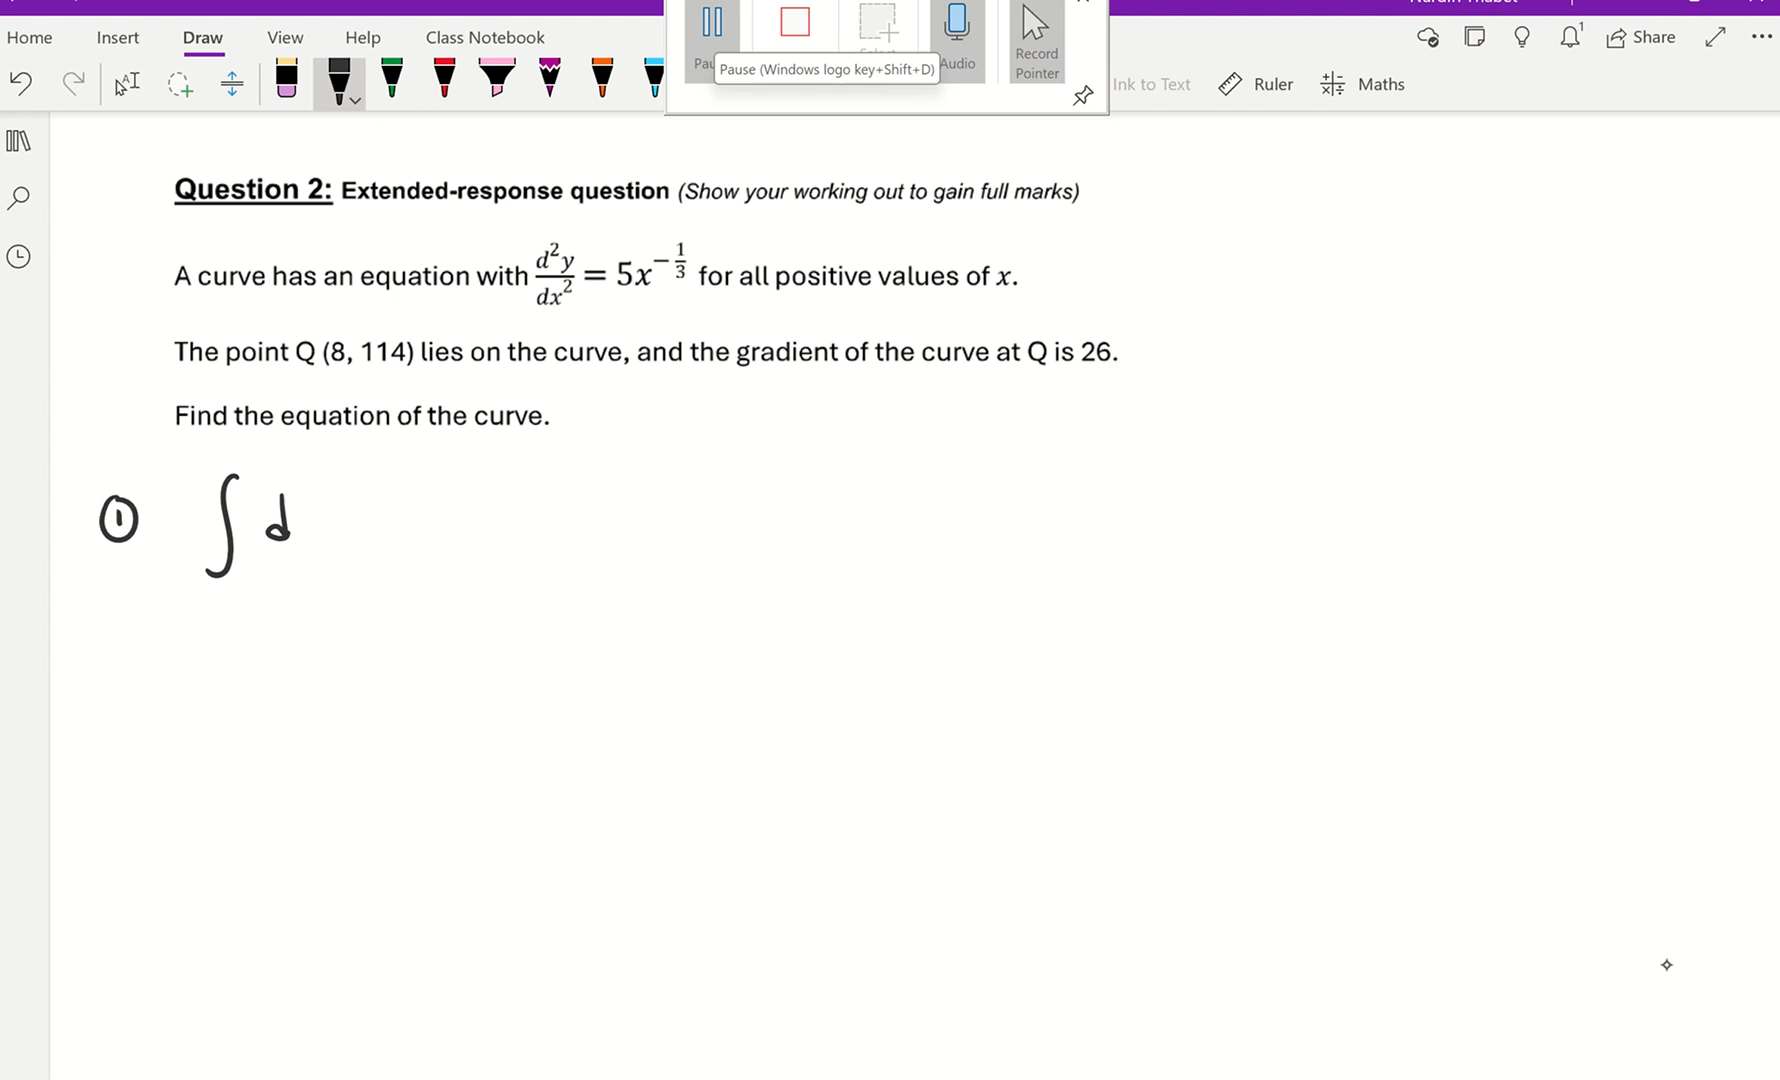 Home Insert Draw View Help Class Notebook Share
Pause (Windows logo key+Shift+D) Audio Record Pointer
Ink to Text Ruler Maths
Question 2: Extended-response question (Show your working out to gain full marks)
A curve has an equation with d²y/dx² = 5x^(-1/3) for all positive values of x.
The point Q (8, 114) lies on the curve, and the gradient of the curve at Q is 26.
Find the equation of the curve.
① ∫ d